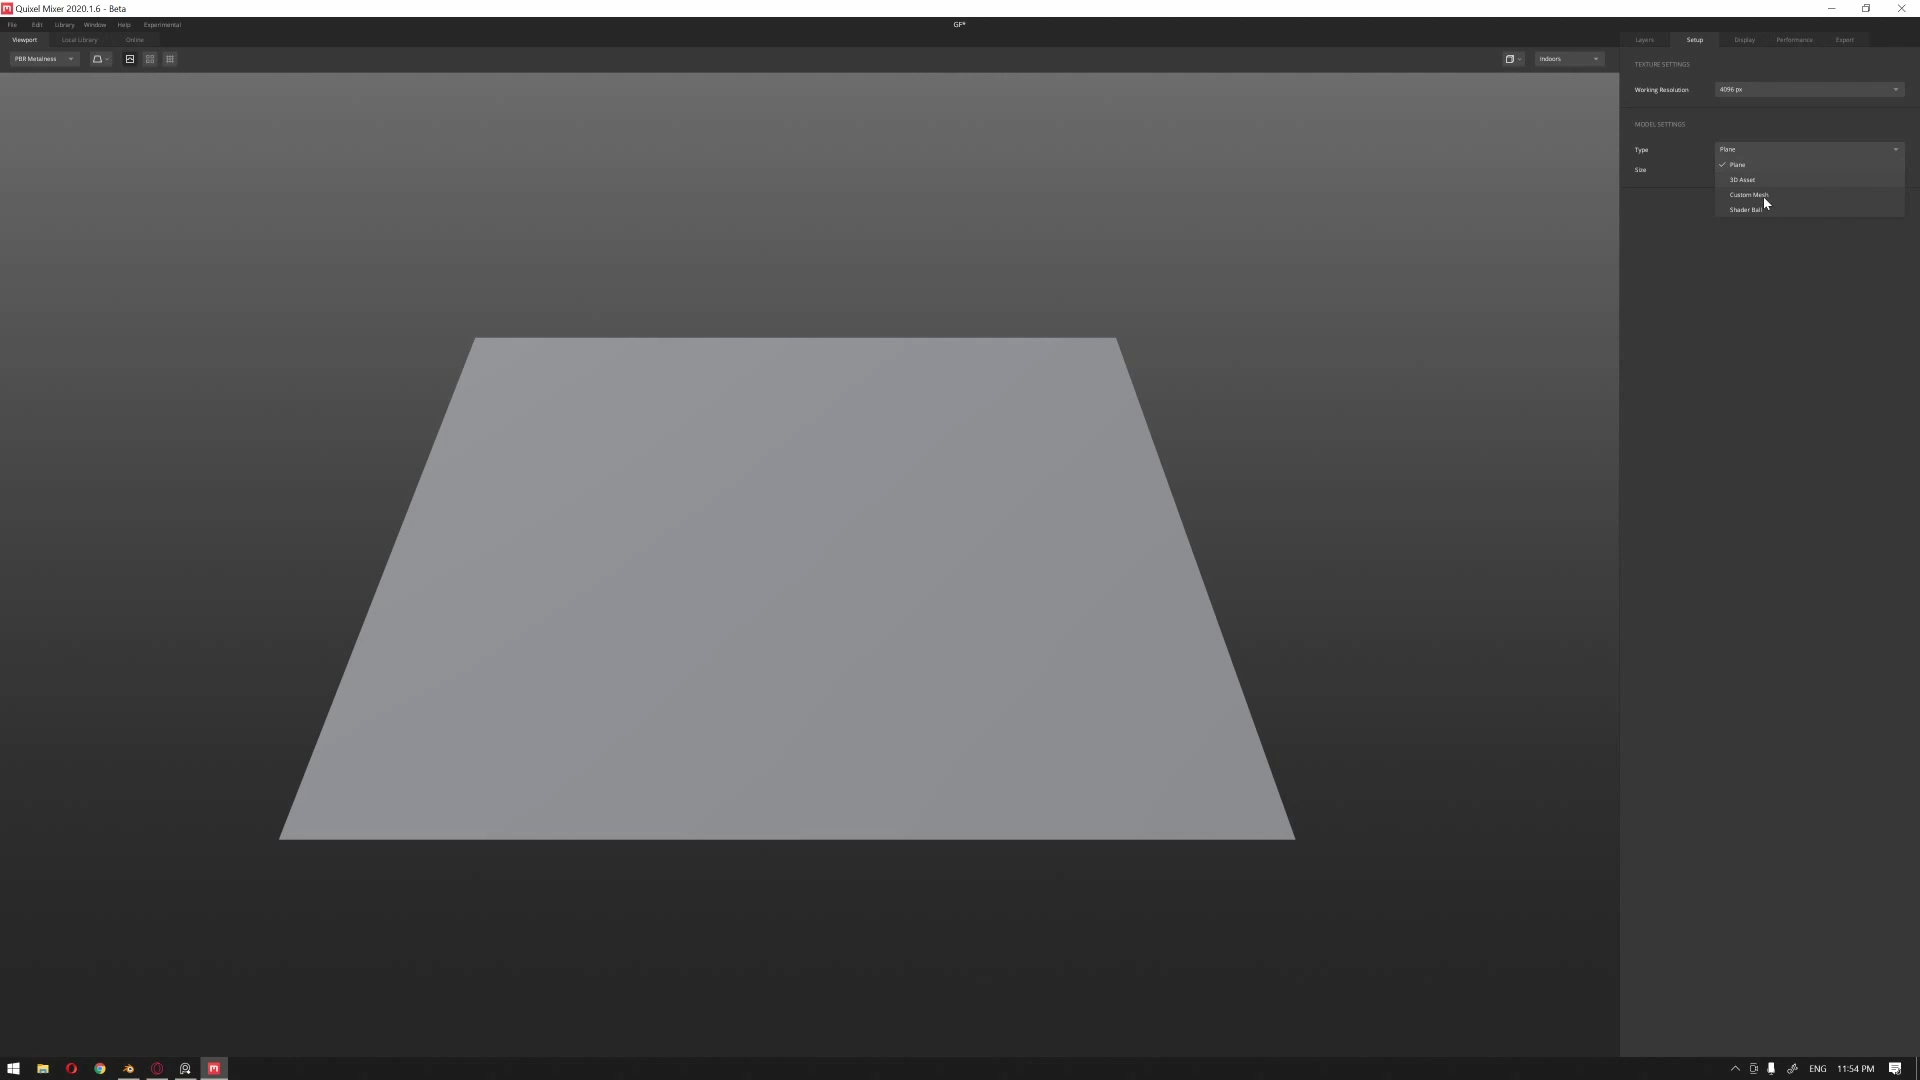 Quixel Mixer 2020.1.6 - Beta
File Edit Library Window Help Experimental GF*
Viewport Local Library Online Layers Setup Display Performance Export
PBR Metalness Indoors
TEXTURE SETTINGS
Working Resolution 4096 px
MODEL SETTINGS
Type Plane
Plane
Size
3D Asset
Custom Mesh
Shader Ball
ENG 11:54 PM